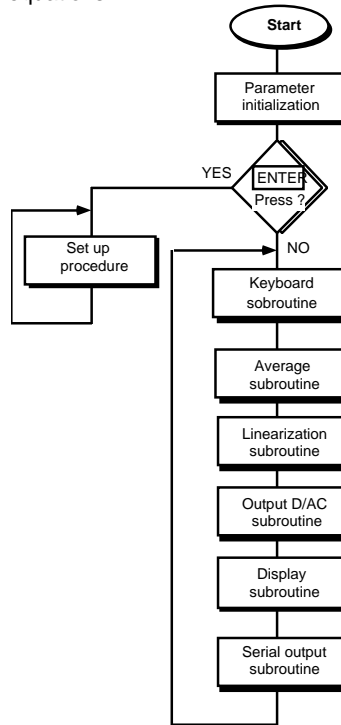 Start
Parameter
initialization
YES
ENTER
Press ?
NO
Set up
procedure
Keyboard
sobroutine
Average
subroutine
Linearization
subroutine
Output D/AC
subroutine
Display
subroutine
Serial output
subroutine